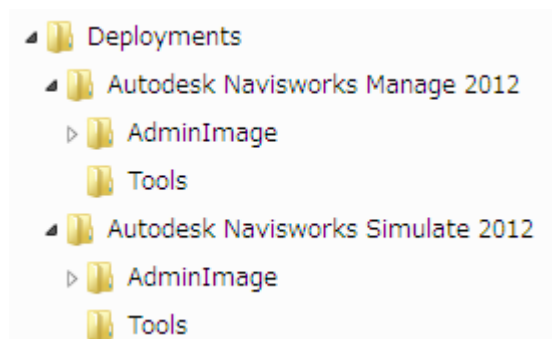 Deployments
Autodesk Navisworks Manage 2012
AdminImage
Tools
Autodesk Navisworks Simulate 2012
AdminImage
Tools